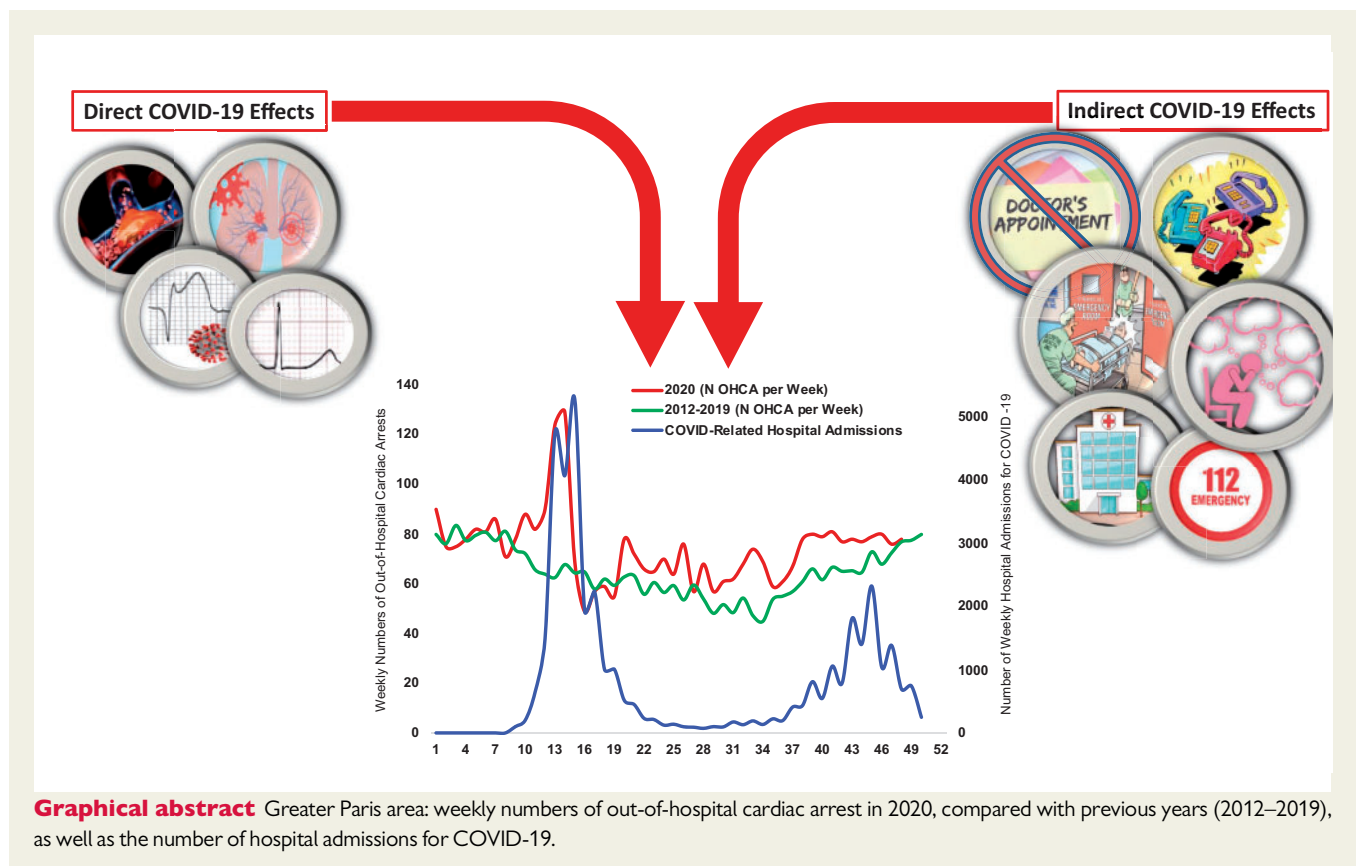 Direct COVID-19 Effects
Indirect COVID-19 Effects
DOCTOR'S
APPOINTMENT
EMERGENCY
ROOM
112
EMERGENCY
2020 (N OHCA per Week)
2012-2019 (N OHCA per Week)
COVID-Related Hospital Admissions
Weekly Numbers of Out-of-Hospital Cardiac Arrests
140
120
100
80
60
40
20
0
Number of Weekly Hospital Admissions for COVID -19
5000
4000
3000
2000
1000
0
1 4 7 10 13 16 19 22 25 28 31 34 37 40 43 46 49 52
Graphical abstract Greater Paris area: weekly numbers of out-of-hospital cardiac arrest in 2020, compared with previous years (2012–2019),
as well as the number of hospital admissions for COVID-19.